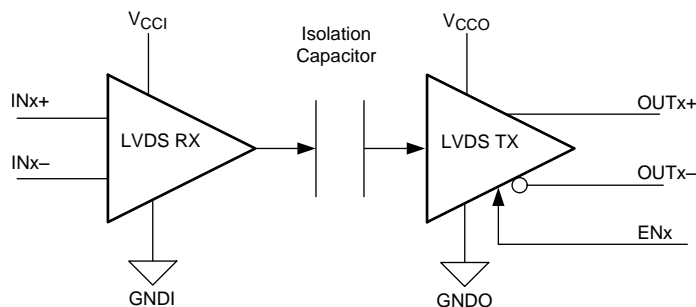 VCCI
Isolation
Capacitor
VCCO
INx+
LVDS RX
INx–
GNDI
LVDS TX
OUTx+
OUTx–
ENx
GNDO